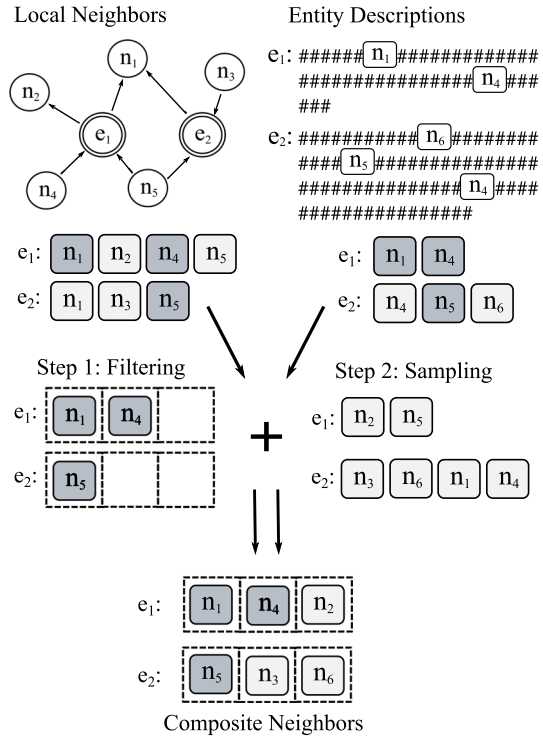 Local Neighbors
Entity Descriptions
n1
n2
n3
e1
e2
n4
n5
e1: ######n1#############
#################n4###
###
e2: ###########n6########
####n5###############
###############n4####
################
e1: n1 n2 n4 n5
e2: n1 n3 n5
e1: n1 n4
e2: n4 n5 n6
Step 1: Filtering
e1: n1 n4
e2: n5
+
Step 2: Sampling
e1: n2 n5
e2: n3 n6 n1 n4
e1: n1 n4 n2
e2: n5 n3 n6
Composite Neighbors